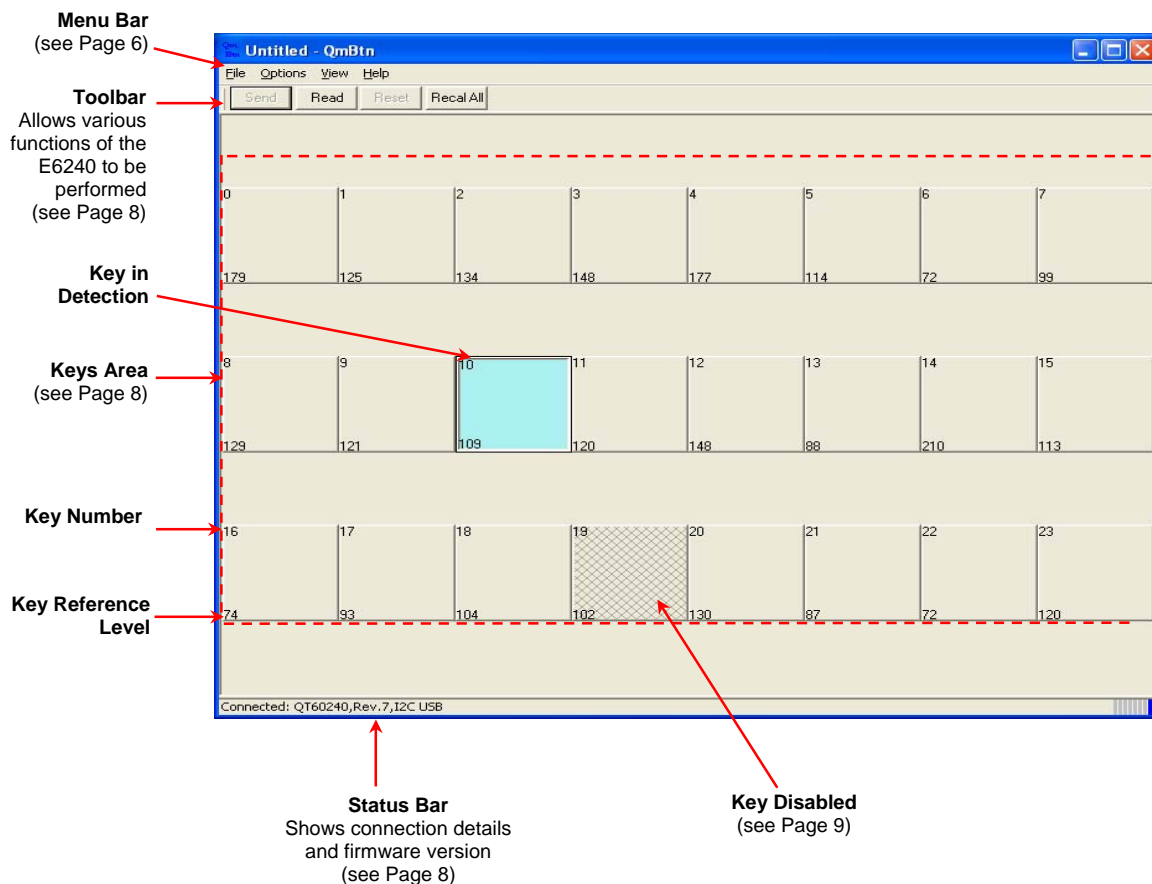 Menu Bar
(see Page 6)
Untitled - QmBtn
File Options View Help
Toolbar
Allows various
functions of the
E6240 to be
performed
(see Page 8)
Send Read Reset Recal All
0 1 2 3 4 5 6 7
179 125 134 148 177 114 72 99
Key in
Detection
Keys Area
(see Page 8)
8 9 10 11 12 13 14 15
129 121 109 120 148 88 210 113
Key Number
16 17 18 19 20 21 22 23
Key Reference
Level
74 93 104 102 130 87 72 120
Connected: QT60240,Rev.7,I2C USB
Status Bar
Shows connection details
and firmware version
(see Page 8)
Key Disabled
(see Page 9)